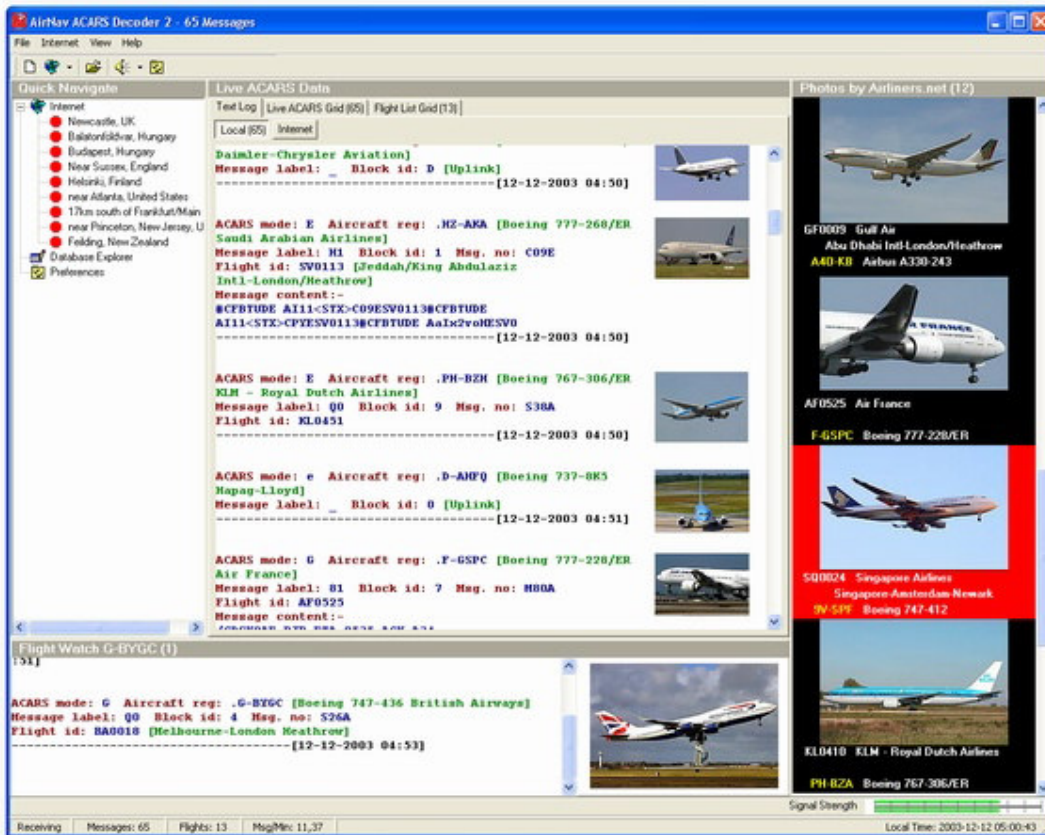 AirNav ACARS Decoder 2 - 65 Messages
File Internet View Help
Quick Navigate
Internet
Newcastle, UK
Balatonfoldvar, Hungary
Budapest, Hungary
Near Sussex, England
Helsinki, Finland
near Atlanta, United States
17km south of Frankfurt/Main
near Princeton, New Jersey, U
Feilding, New Zealand
Database Explorer
Preferences
Live ACARS Data
Text Log Live ACARS Grid (65) Flight List Grid (13)
Local (65) Internet
Daimler-Chrysler Aviation]
Message label: _ Block id: D [Uplink]
-----------------------------------[12-12-2003 04:50]
ACARS mode: E Aircraft reg: .HZ-AKA [Boeing 777-268/ER
Saudi Arabian Airlines]
Message label: H1 Block id: 1 Msg. no: C09E
Flight id: SV0113 [Jeddah/King Abdulaziz
Intl-London/Heathrow]
Message content:-
#CFBTUDE AI11<STX>C09ESV0113#CFBTUDE
AI11<STX>CPYESV0113#CFBTUDE
-----------------------------------[12-12-2003 04:50]
ACARS mode: E Aircraft reg: .PH-BZH [Boeing 767-306/ER
KLM - Royal Dutch Airlines]
Message label: Q0 Block id: 9 Msg. no: S38A
Flight id: KL0451
-----------------------------------[12-12-2003 04:50]
ACARS mode: e Aircraft reg: .D-AHFQ [Boeing 737-8K5
Hapag-Lloyd]
Message label: _ Block id: 0 [Uplink]
-----------------------------------[12-12-2003 04:51]
ACARS mode: G Aircraft reg: .F-GSPC [Boeing 777-228/ER
Air France]
Message label: B1 Block id: 7 Msg. no: M80A
Flight id: AF0525
Message content:-
Photos by Airliners.net (12)
GF0009 Gulf Air
Abu Dhabi Intl-London/Heathrow
A4O-KB Airbus A330-243
AIR FRANCE
AF0525 Air France
F-GSPC Boeing 777-228/ER
SQ0024 Singapore Airlines
Singapore-Amsterdam-Newark
9V-SPF Boeing 747-412
KL0410 KLM - Royal Dutch Airlines
PH-BZA Boeing 767-306/ER
Flight Watch G-BYGC (1)
:51]
ACARS mode: G Aircraft reg: .G-BYGC [Boeing 747-436 British Airways]
Message label: Q0 Block id: 4 Msg. no: S26A
Flight id: BA0018 [Melbourne-London Heathrow]
-----------------------------------[12-12-2003 04:53]
Signal Strength
Receiving Messages: 65 Flights: 13 Msg/Min: 11,37 Local Time: 2003-12-12 05:00:43